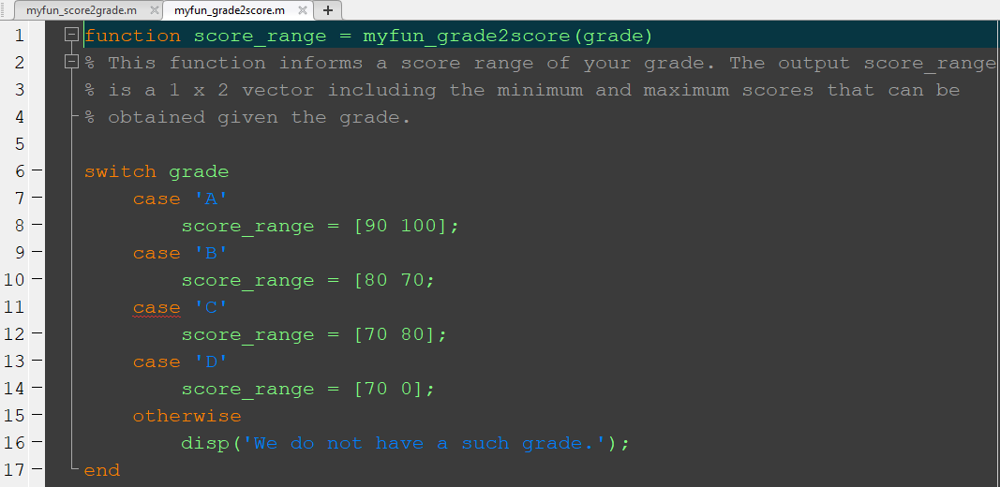 myfun_score2grade.m × myfun_grade2score.m × +
1 function score_range = myfun_grade2score(grade)
2 % This function informs a score range of your grade. The output score_range
3 % is a 1 x 2 vector including the minimum and maximum scores that can be
4 % obtained given the grade.
5
6 switch grade
7 case 'A'
8 score_range = [90 100];
9 case 'B'
10 score_range = [80 70;
11 case 'C'
12 score_range = [70 80];
13 case 'D'
14 score_range = [70 0];
15 otherwise
16 disp('We do not have a such grade.');
17 end